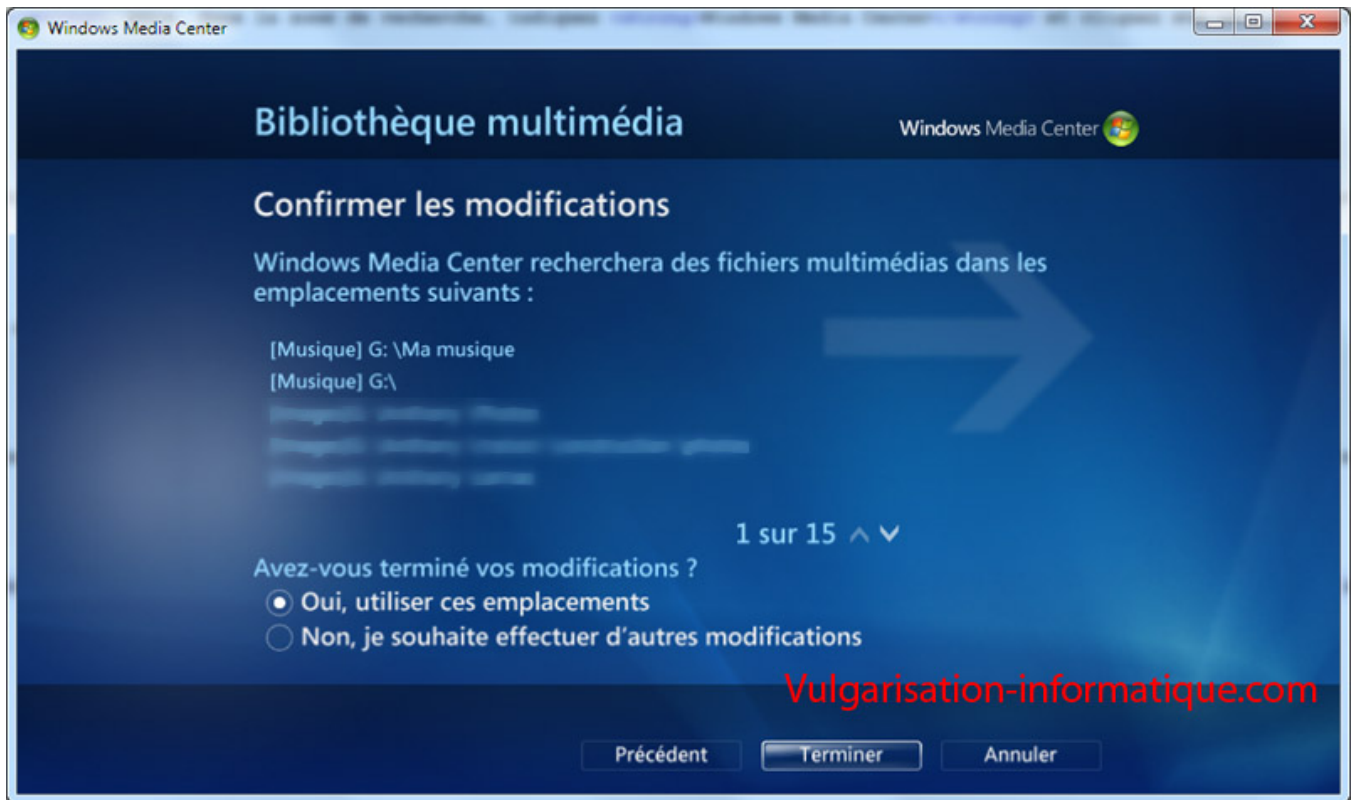 Windows Media Center
Bibliothèque multimédia
Windows Media Center
Confirmer les modifications
Windows Media Center recherchera des fichiers multimédias dans les
emplacements suivants :
[Musique] G: \Ma musique
[Musique] G:\
1 sur 15
Avez-vous terminé vos modifications ?
Oui, utiliser ces emplacements
Non, je souhaite effectuer d'autres modifications
Vulgarisation-informatique.com
Précédent
Terminer
Annuler